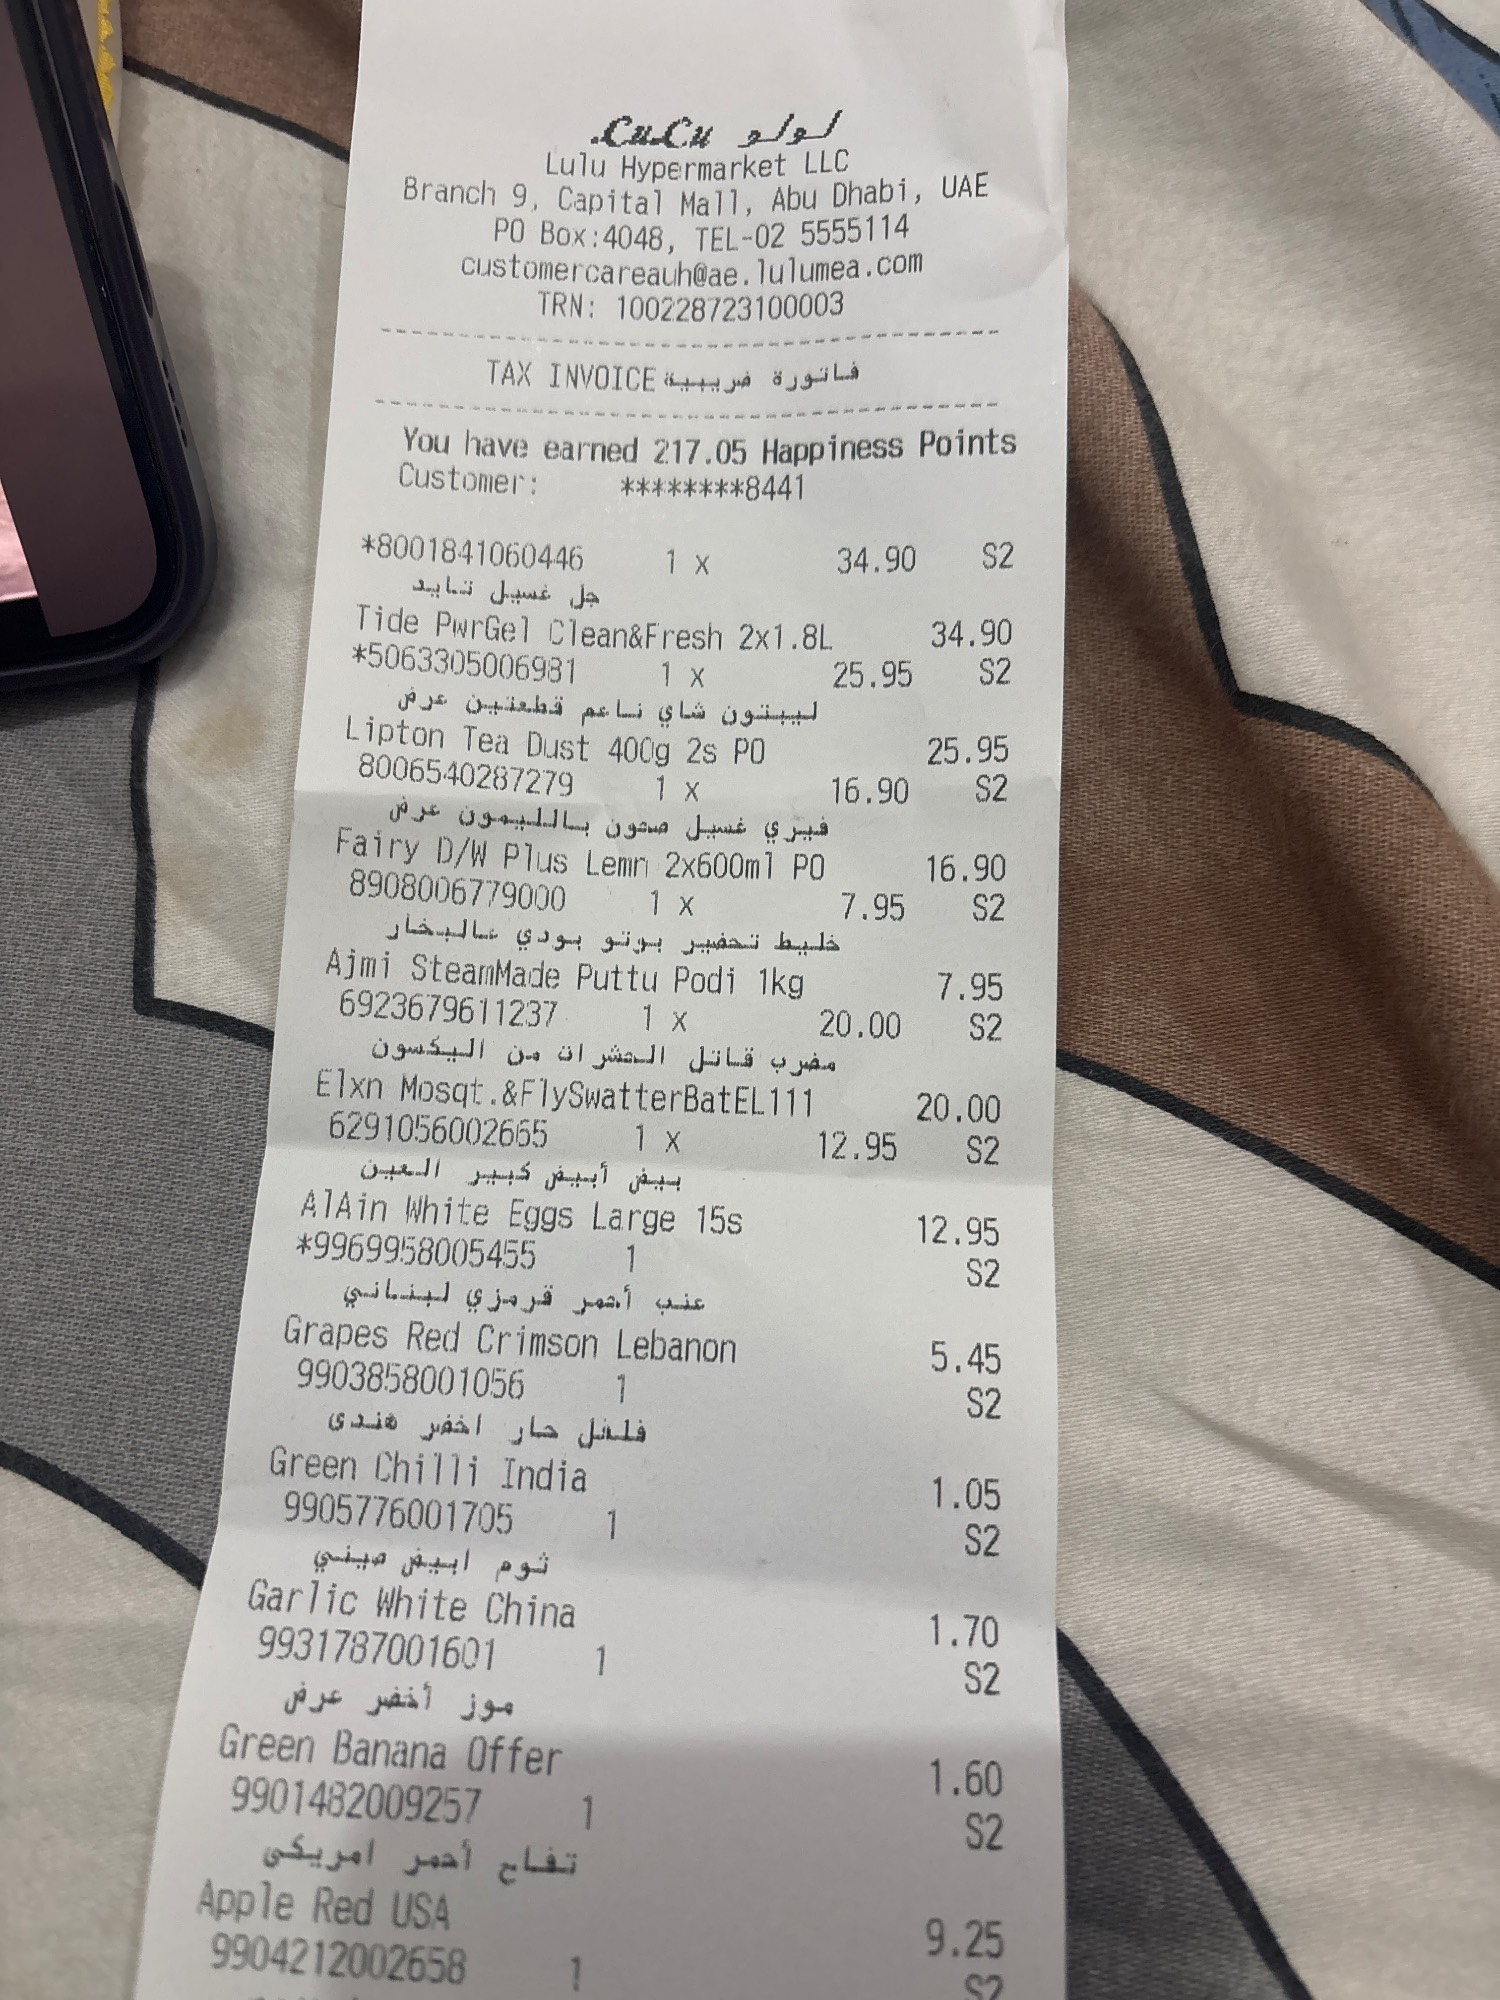 LuLu لولو
Lulu Hypermarket LLC
Branch 9, Capital Mall, Abu Dhabi, UAE
PO Box:4048, TEL-02 5555114
customercareauh@ae.lulumea.com
TRN: 100228723100003
TAX INVOICE فاتورة ضريبية
You have earned 217.05 Happiness Points
Customer: ********8441
*8001841060446 1 x 34.90 S2
جل غسيل تايد
Tide PwrGel Clean&Fresh 2x1.8L 34.90
*5063305006981 1 x 25.95 S2
ليبتون شاي ناعم قطعتين عرض
Lipton Tea Dust 400g 2s PO 25.95
8006540287279 1 x 16.90 S2
فيري غسيل صحون بالليمون عرض
Fairy D/W Plus Lemn 2x600ml PO 16.90
8908006779000 1 x 7.95 S2
خليط تحضير بوتو بودي عالبخار
Ajmi SteamMade Puttu Podi 1kg 7.95
6923679611237 1 x 20.00 S2
مضرب قاتل الحشرات من اليكسون
Elxn Mosqt.&FlySwatterBatEL111 20.00
6291056002665 1 x 12.95 S2
بيض أبيض كبير العين
AlAin White Eggs Large 15s 12.95
*9969958005455 1 S2
عنب أحمر قرمزي لبناني
Grapes Red Crimson Lebanon 5.45
9903858001056 1 S2
فلفل حار اخضر هندى
Green Chilli India 1.05
9905776001705 1 S2
ثوم ابيض صيني
Garlic White China 1.70
9931787001601 1 S2
موز أخضر عرض
Green Banana Offer 1.60
9901482009257 1 S2
تفاح أحمر امريكى
Apple Red USA 9.25
9904212002658 1 S2